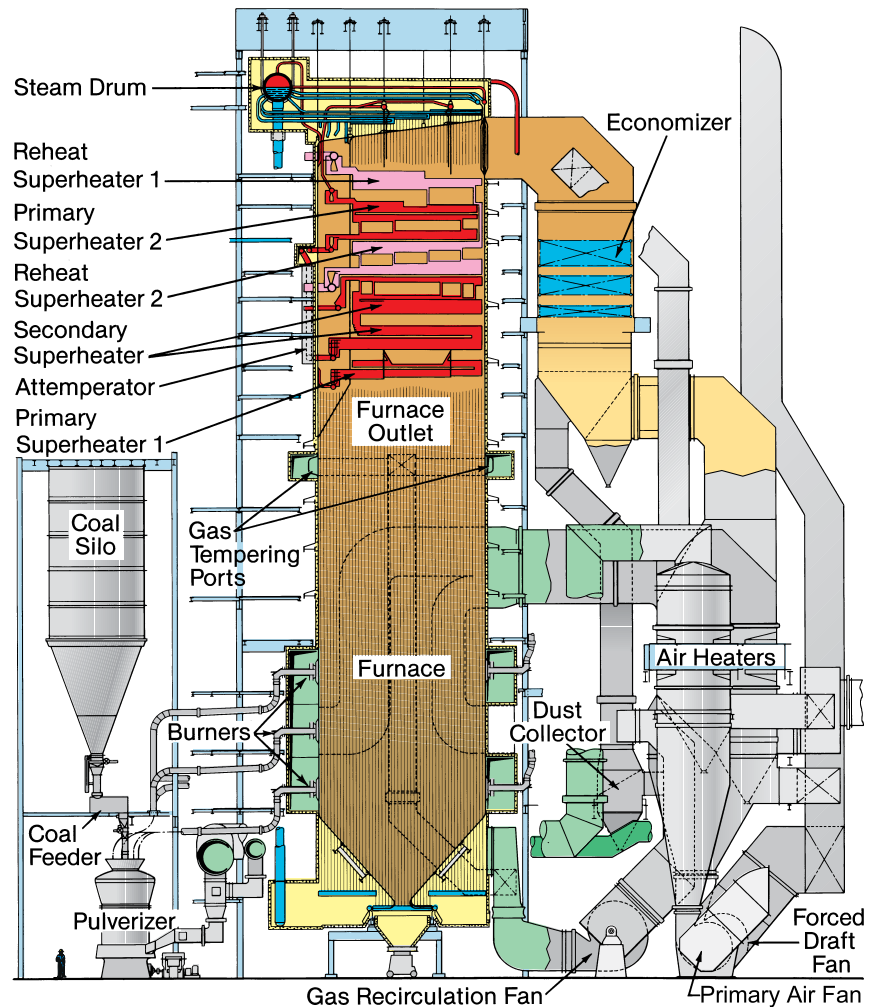 Steam Drum
Economizer
Reheat
Superheater 1
Primary
Superheater 2
Reheat
Superheater 2
Secondary
Superheater
Attemperator
Primary
Superheater 1
Furnace
Outlet
Coal
Silo
Gas
Tempering
Ports
Furnace
Air Heaters
Burners
Dust
Collector
Coal
Feeder
Pulverizer
Forced
Draft
Fan
Gas Recirculation Fan
Primary Air Fan